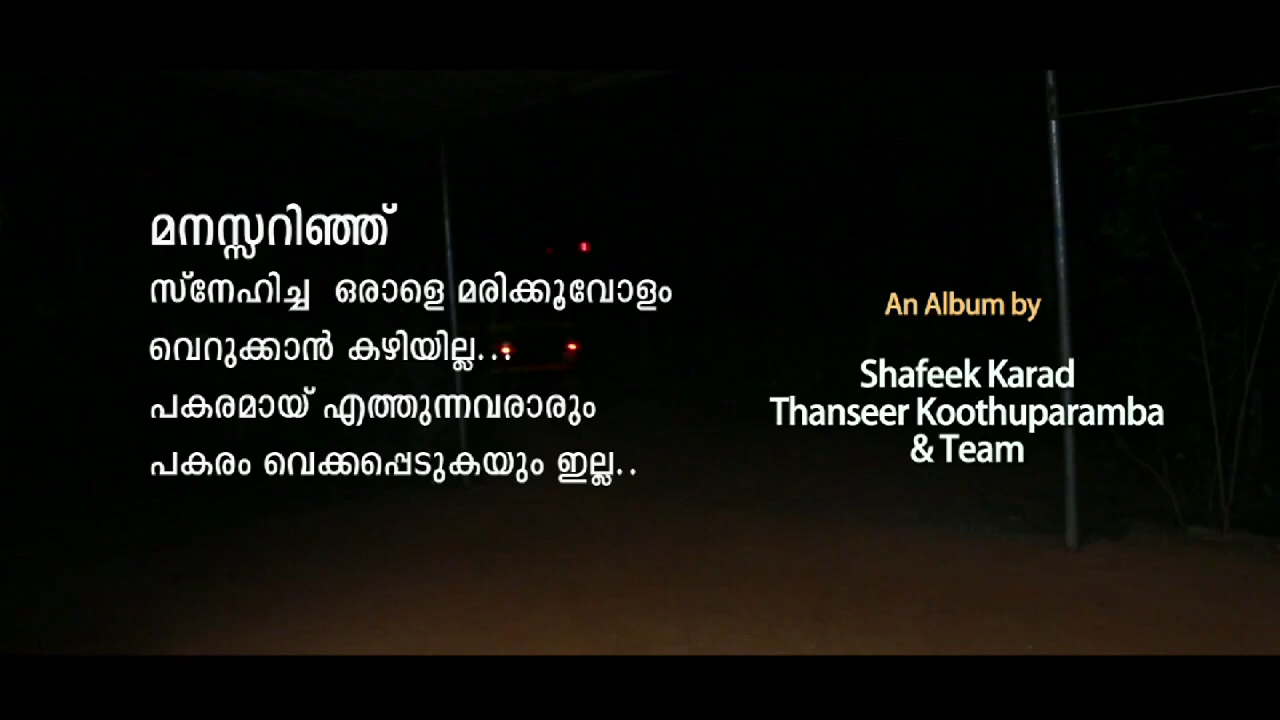 മനസ്സറിഞ്ഞ്
സ്നേഹിച്ച ഒരാളെ മരിക്കൂവോളം
വെറുക്കാൻ കഴിയില്ല...
പകരമായ് എത്തുന്നവരാരും
പകരം വെക്കപ്പെടുകയും ഇല്ല..
An Album by
Shafeek Karad
Thanseer Koothuparamba
& Team